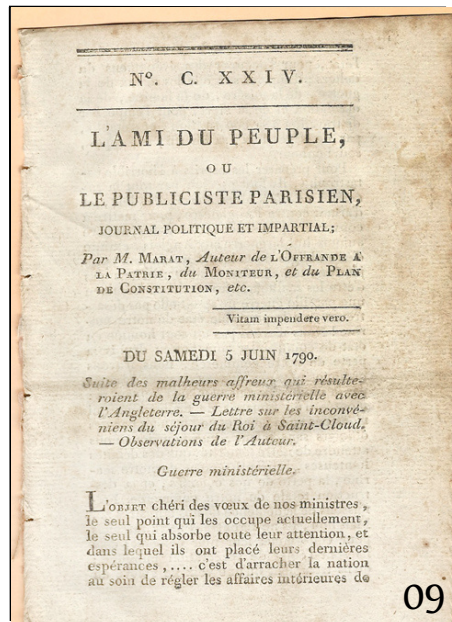 N°. C. XXIV.
L'AMI DU PEUPLE,
OU
LE PUBLICISTE PARISIEN,
JOURNAL POLITIQUE ET IMPARTIAL;
Par M. MARAT, Auteur de L'OFFRANDE A
LA PATRIE, du MONITEUR, et du PLAN
DE CONSTITUTION, etc.
Vitam impendere vero.
DU SAMEDI 5 JUIN 1790.
Suite des malheurs affreux qui résulte-
roient de la guerre ministérielle avec
l'Angleterre. — Lettre sur les inconvé-
niens du séjour du Roi à Saint-Cloud.
— Observations de l'Auteur.
Guerre ministérielle.
L'OBJET chéri des vœux de nos ministres,
le seul point qui les occupe actuellement,
le seul qui absorbe toute leur attention, et
dans lequel ils ont placé leurs dernières
espérances,.... c'est d'arracher la nation
au soin de régler les affaires intérieures de
09